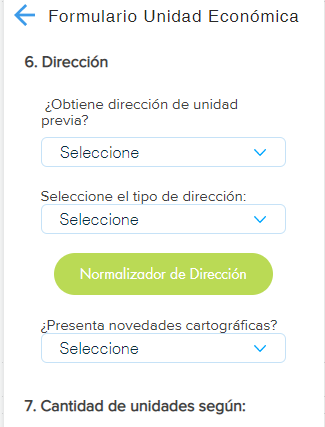 Formulario Unidad Económica
6. Dirección
¿Obtiene dirección de unidad
previa?
Seleccione
Seleccione el tipo de dirección:
Seleccione
Normalizador de Dirección
¿Presenta novedades cartográficas?
Seleccione
7. Cantidad de unidades según: